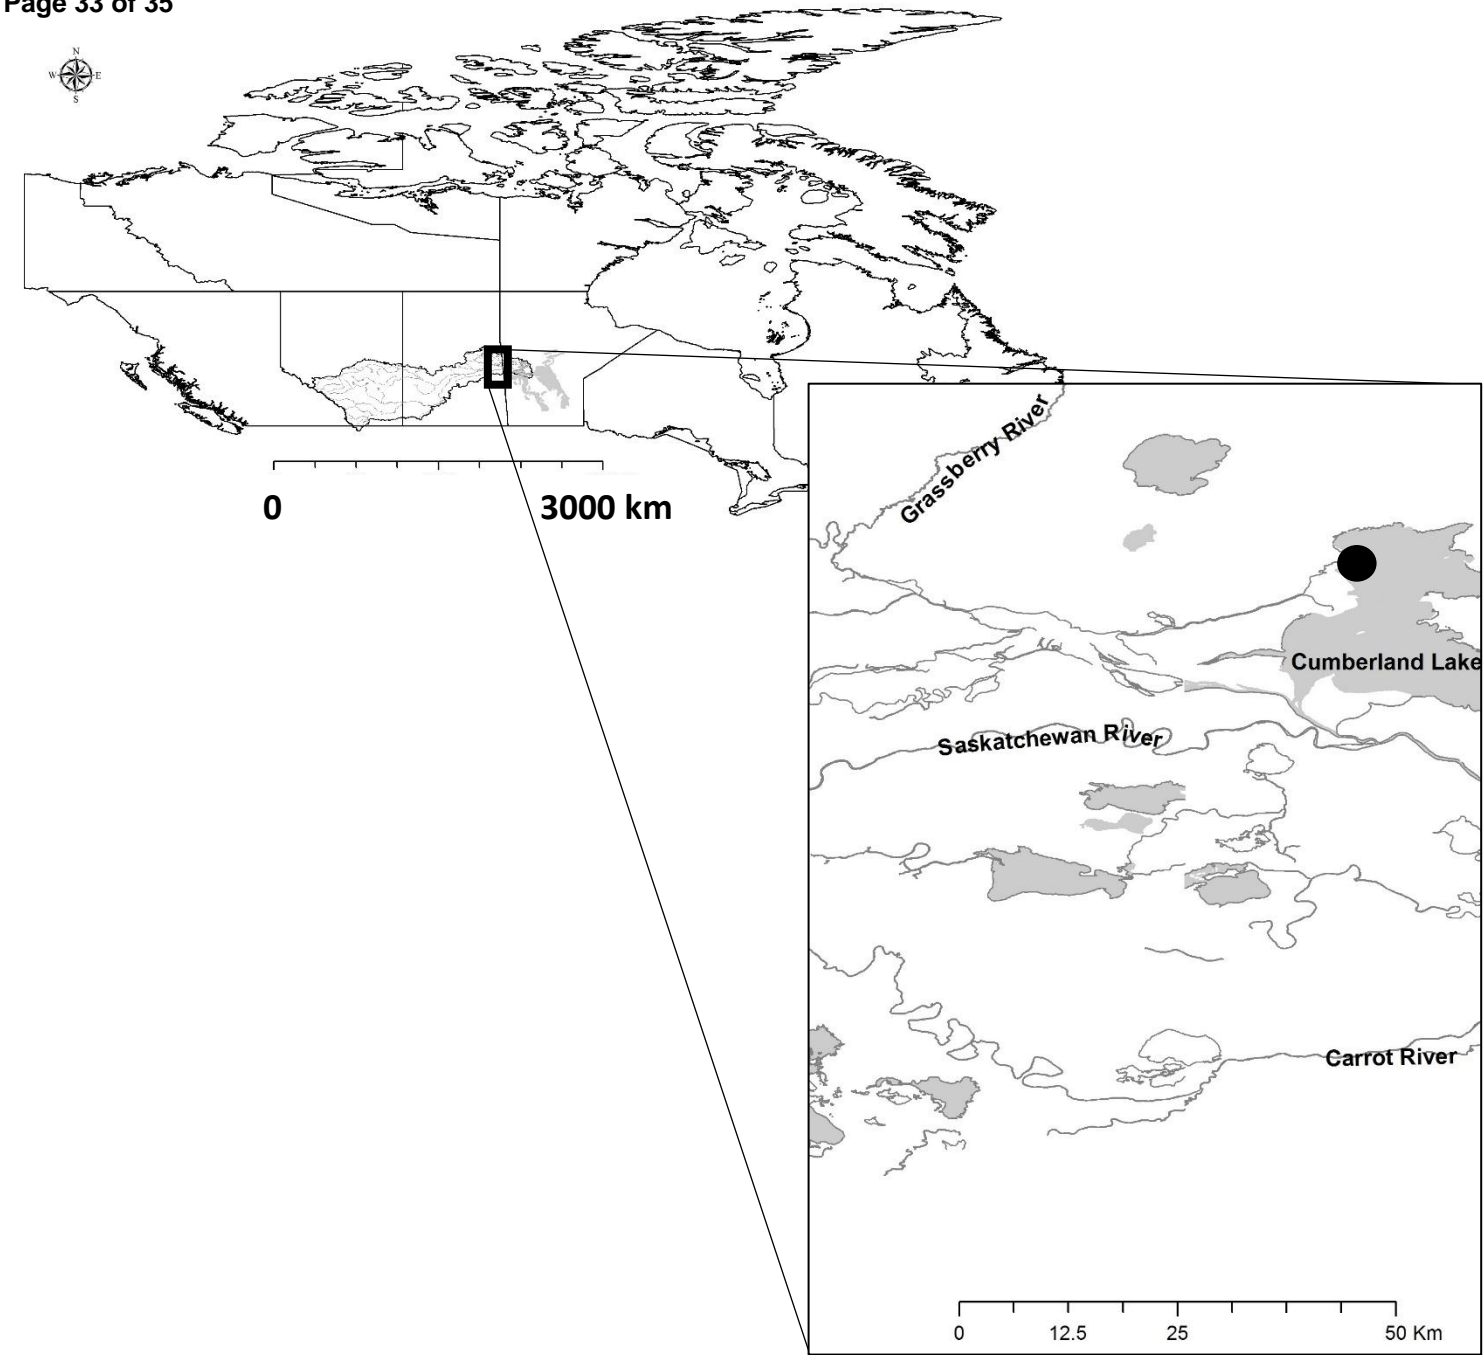 Page 33 of 35
N
W E
S
0 3000 km
Grassberry River
Cumberland Lake
Saskatchewan River
Carrot River
0 12.5 25 50 Km